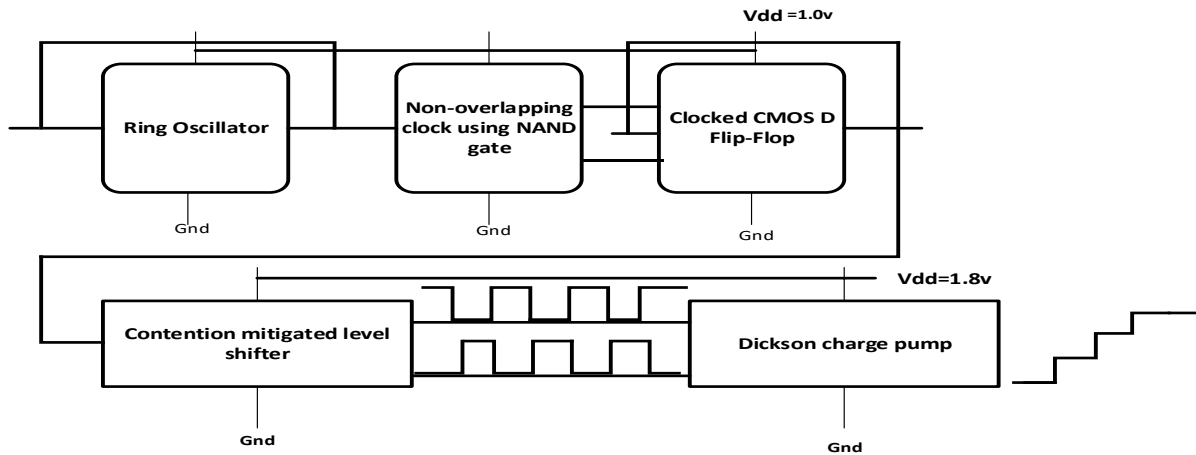 Vdd =1.0v
Ring Oscillator
Non-overlapping
clock using NAND
gate
Clocked CMOS D
Flip-Flop
Gnd
Gnd
Gnd
Vdd=1.8v
Contention mitigated level
shifter
Dickson charge pump
Gnd
Gnd